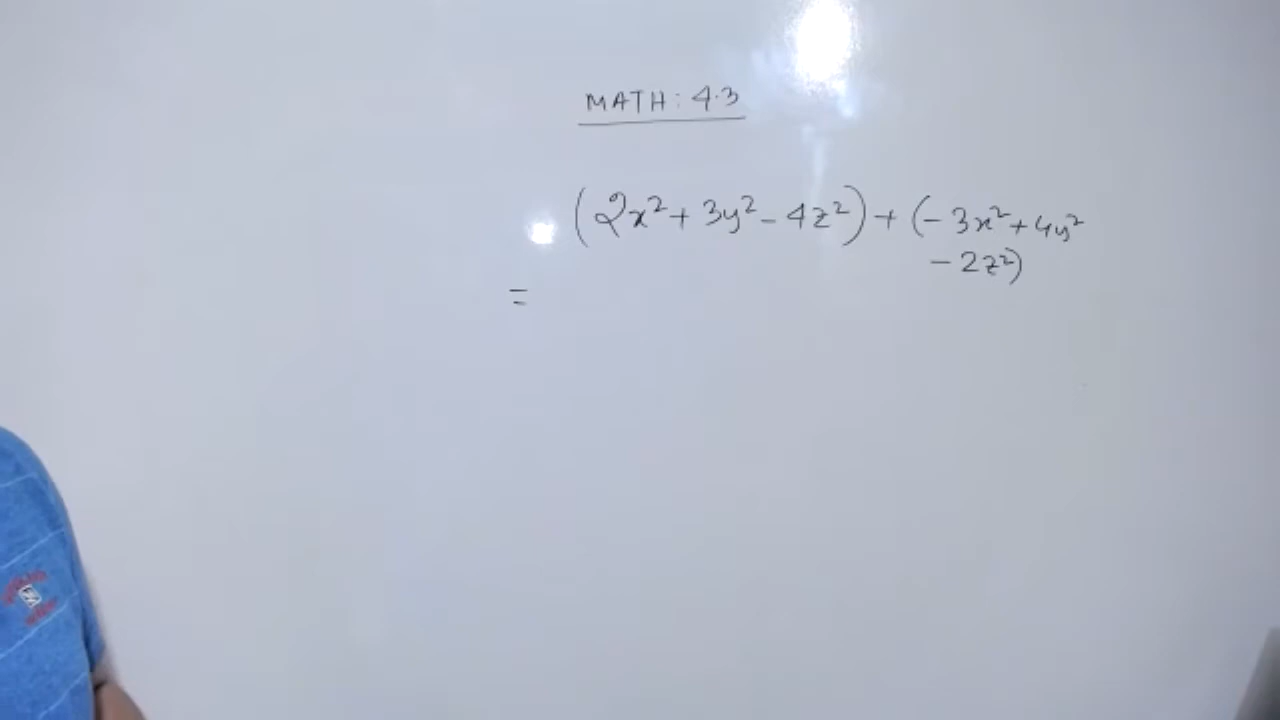 MATH: 4.3
(2x²+3y²-4z²)+(-3x²+4y²
-2z²)
=